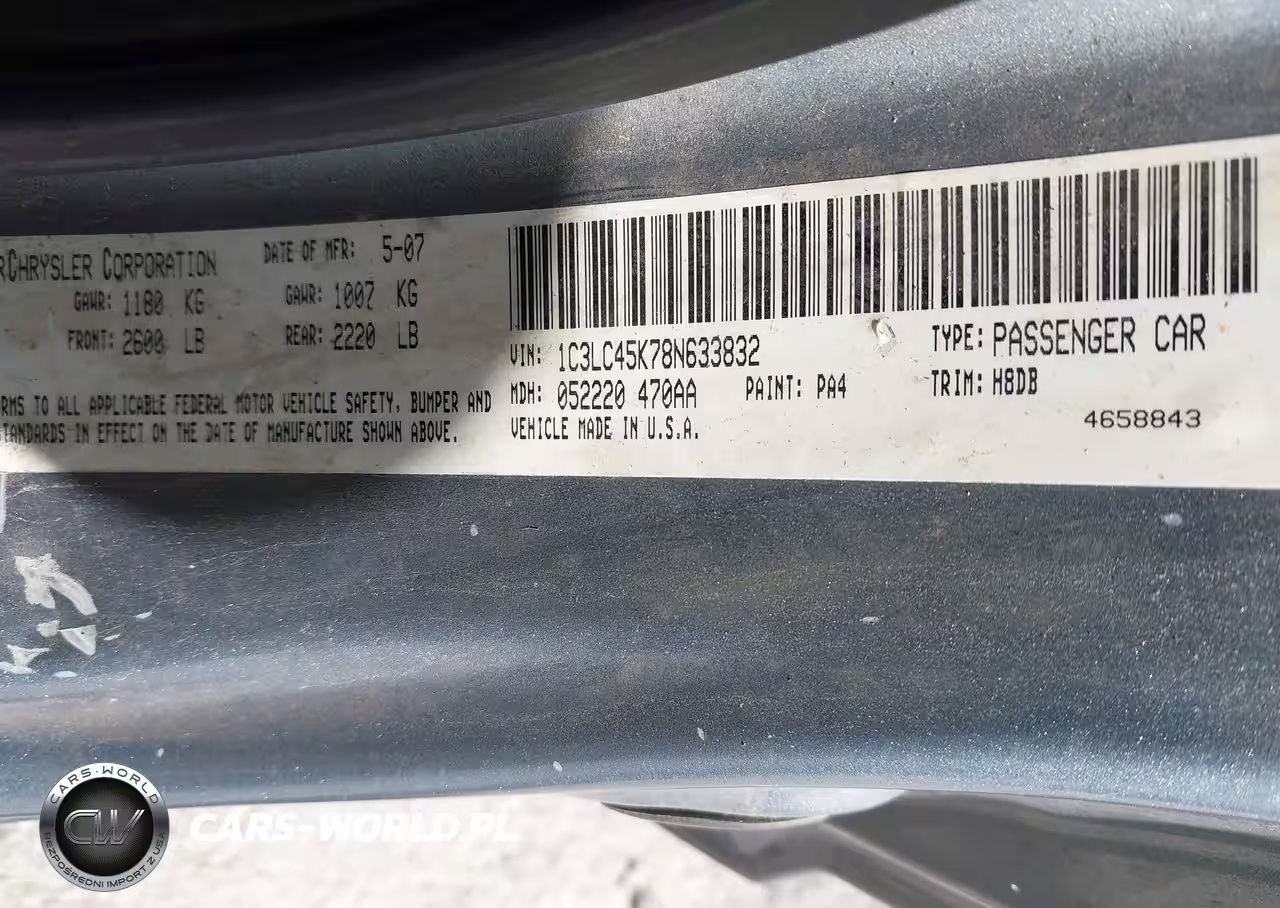 RCHRYSLER CORPORATION DATE OF MFR: 5-07
GAWR: 1180 KG GAWR: 1007 KG
FRONT: 2600 LB REAR: 2220 LB
RMS TO ALL APPLICABLE FEDERAL MOTOR VEHICLE SAFETY, BUMPER AND
STANDARDS IN EFFECT ON THE DATE OF MANUFACTURE SHOWN ABOVE.
VIN: 1C3LC45K78N633832 TYPE: PASSENGER CAR
MDH: 052220 470AA PAINT: PA4 TRIM: H8DB
VEHICLE MADE IN U.S.A. 4658843
CARS-WORLD
CW
BEZPOŚREDNI IMPORT Z USA
CARS-WORLD.PL